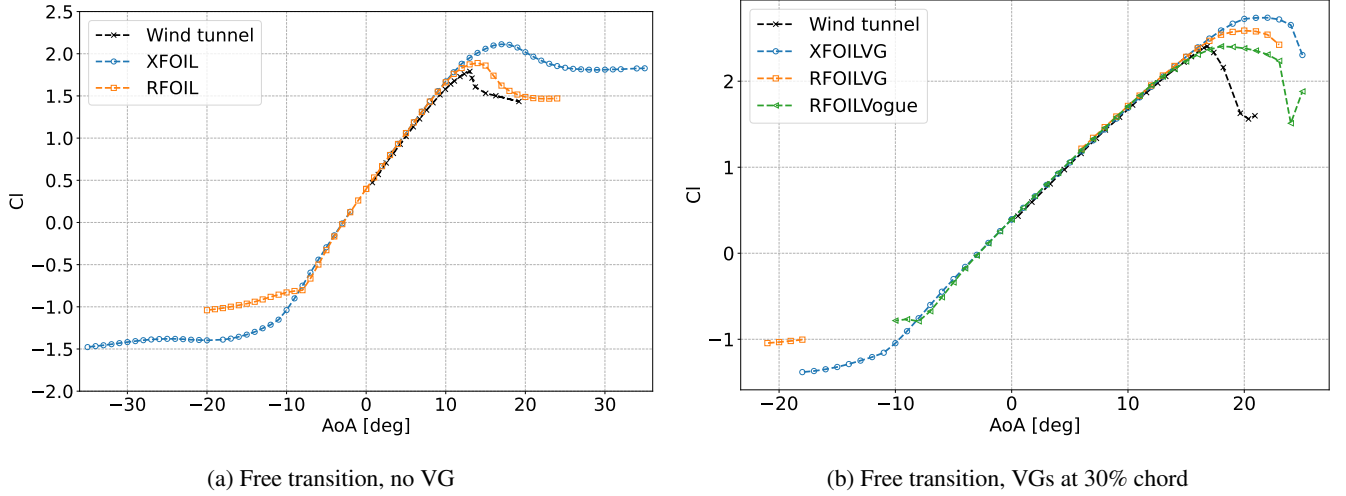 Wind tunnel
XFOIL
RFOIL
2.5
2.0
1.5
1.0
0.5
0.0
−0.5
−1.0
−1.5
−2.0
Cl
−30
−20
−10
0
10
20
30
AoA [deg]
(a) Free transition, no VG
Wind tunnel
XFOILVG
RFOILVG
RFOILVogue
2
1
0
−1
Cl
−20
−10
0
10
20
AoA [deg]
(b) Free transition, VGs at 30% chord